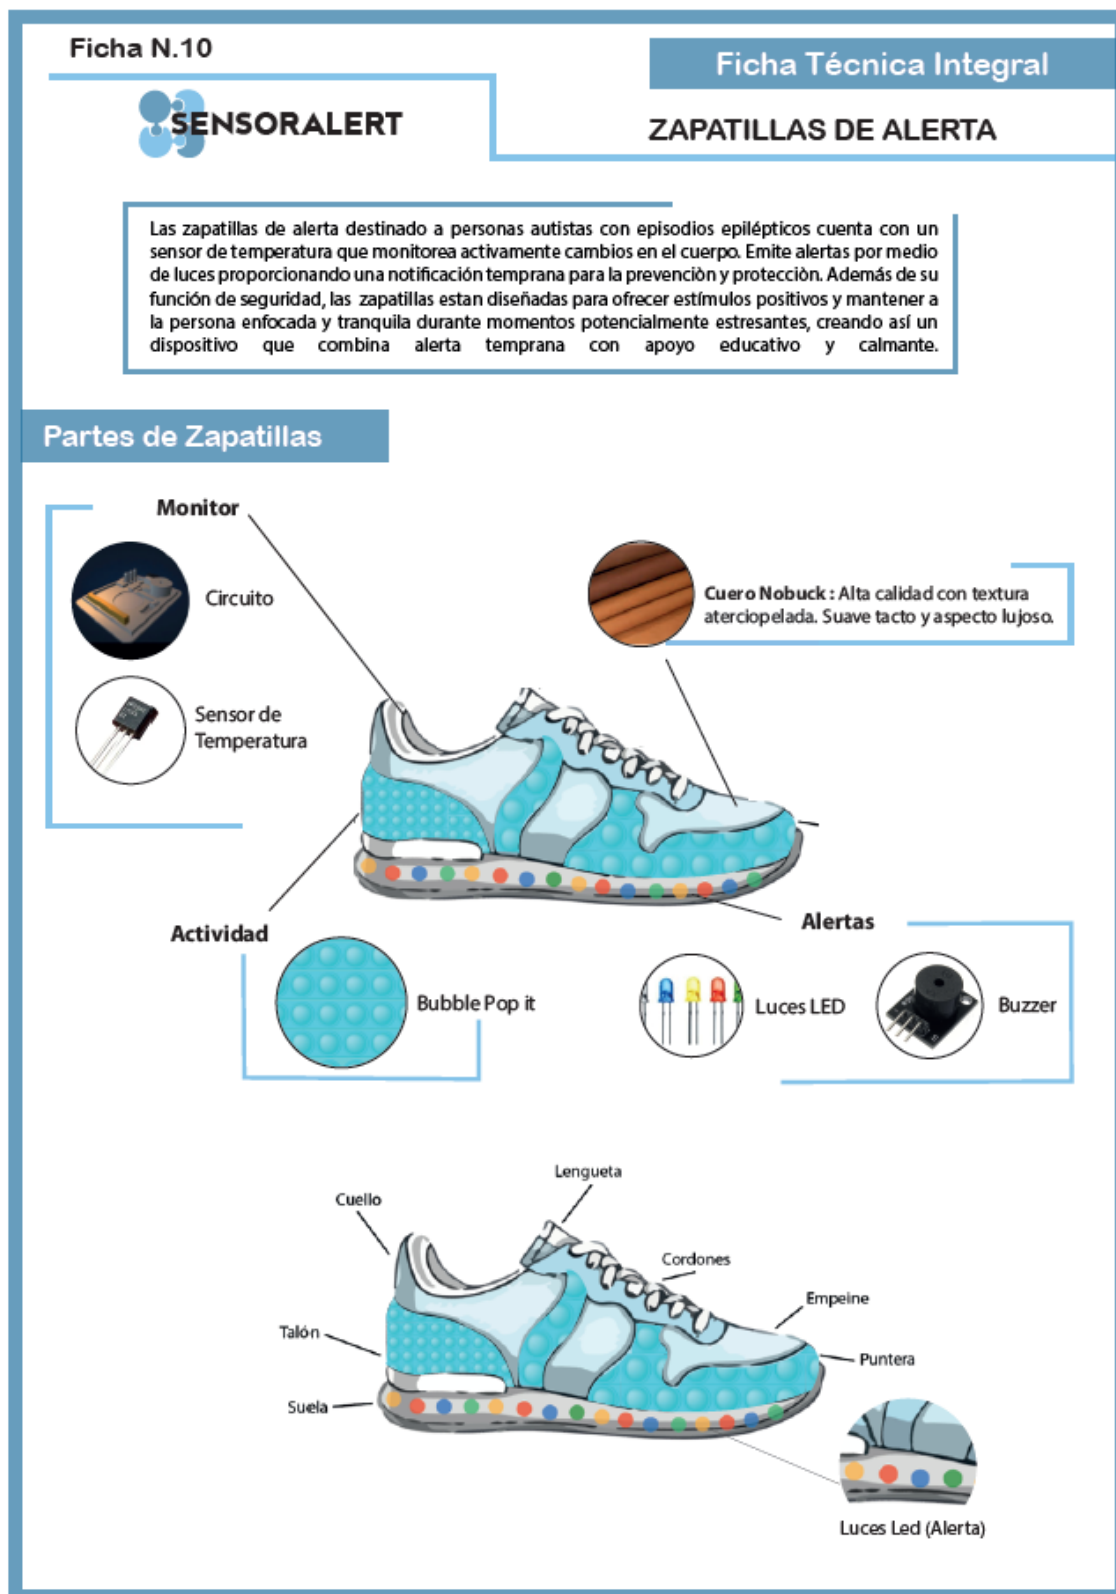 Ficha N.10
Ficha Técnica Integral
SENSORALERT
ZAPATILLAS DE ALERTA
Las zapatillas de alerta destinado a personas autistas con episodios epilépticos cuenta con un
sensor de temperatura que monitorea activamente cambios en el cuerpo. Emite alertas por medio
de luces proporcionando una notificación temprana para la prevenciòn y protecciòn. Además de su
función de seguridad, las zapatillas estan diseñadas para ofrecer estímulos positivos y mantener a
la persona enfocada y tranquila durante momentos potencialmente estresantes, creando así un
dispositivo que combina alerta temprana con apoyo educativo y calmante.
Partes de Zapatillas
Monitor
Circuito
Sensor de
Temperatura
Cuero Nobuck : Alta calidad con textura
aterciopelada. Suave tacto y aspecto lujoso.
Actividad
Bubble Pop it
Alertas
Luces LED
Buzzer
Lengueta
Cuello
Cordones
Empeine
Talón
Puntera
Suela
Luces Led (Alerta)